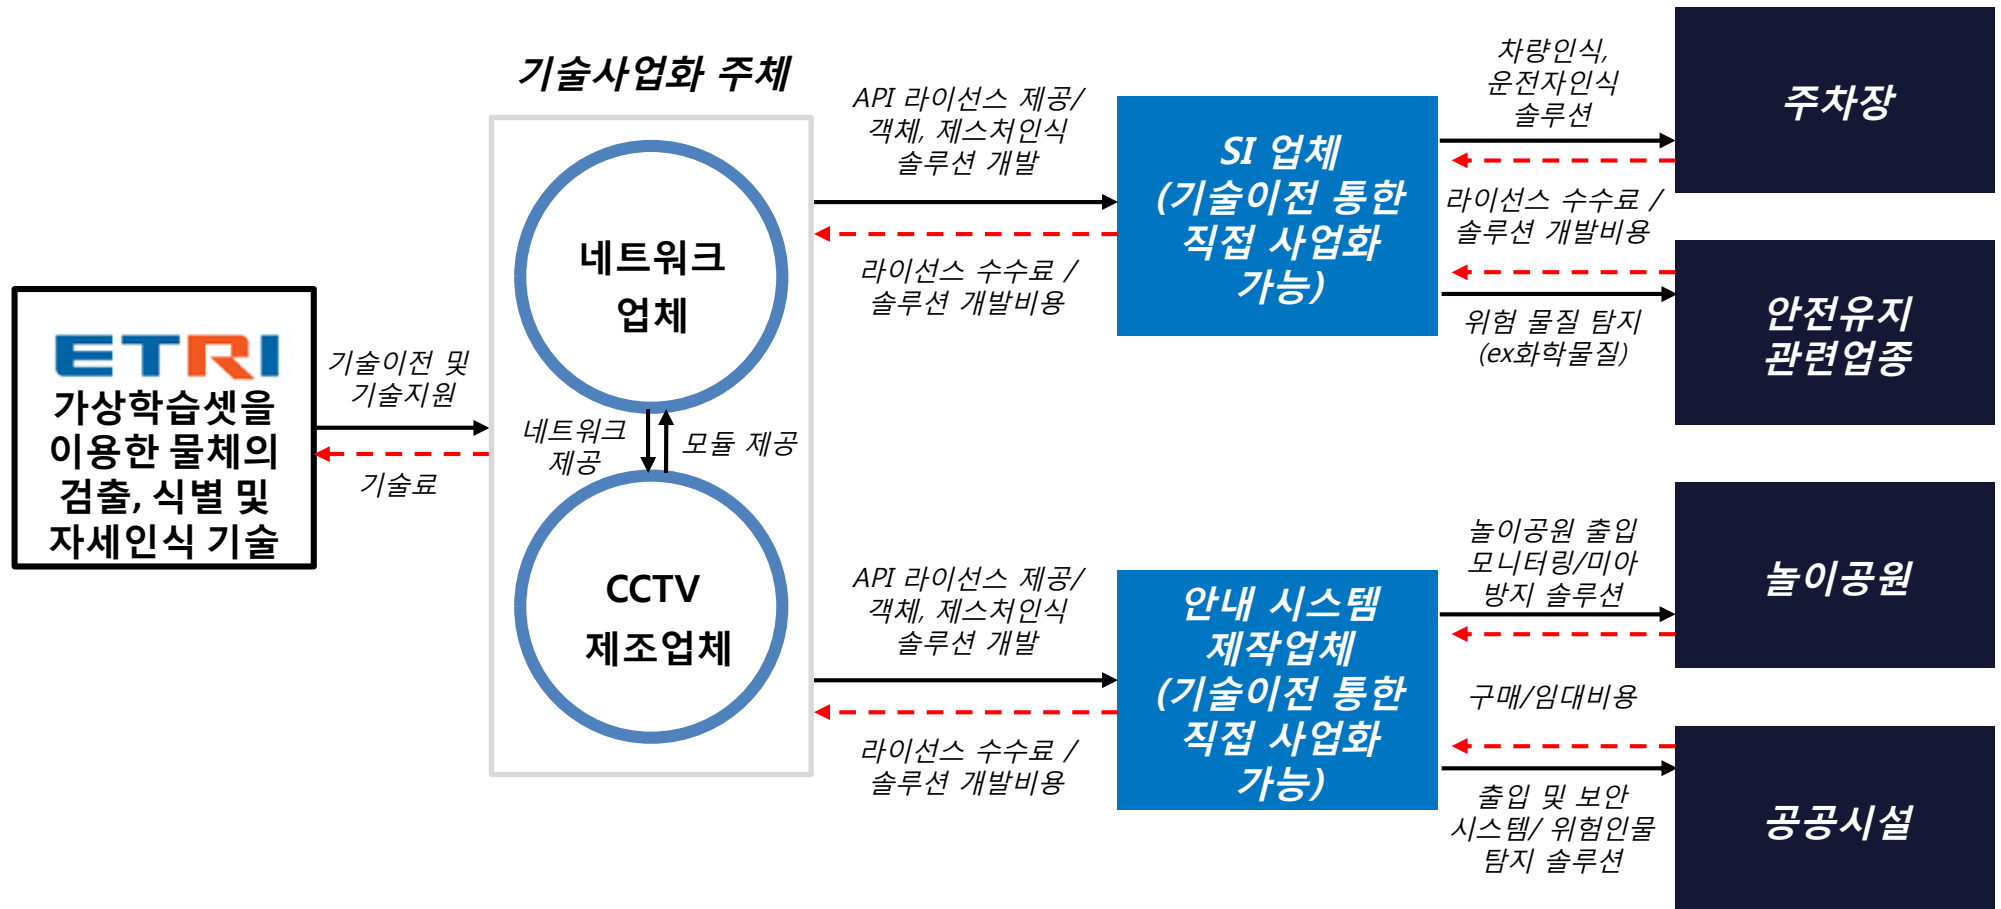 기술사업화 주체
ETRI
가상학습셋을
이용한 물체의
검출, 식별 및
자세인식 기술
기술이전 및
기술지원
기술료
네트워크
업체
네트워크
제공
모듈 제공
CCTV
제조업체
API 라이선스 제공/
객체, 제스처인식
솔루션 개발
라이선스 수수료 /
솔루션 개발비용
API 라이선스 제공/
객체, 제스처인식
솔루션 개발
라이선스 수수료 /
솔루션 개발비용
SI 업체
(기술이전 통한
직접 사업화
가능)
안내 시스템
제작업체
(기술이전 통한
직접 사업화
가능)
차량인식,
운전자인식
솔루션
라이선스 수수료 /
솔루션 개발비용
위험 물질 탐지
(ex화학물질)
놀이공원 출입
모니터링/미아
방지 솔루션
구매/임대비용
출입 및 보안
시스템/ 위험인물
탐지 솔루션
주차장
안전유지
관련업종
놀이공원
공공시설